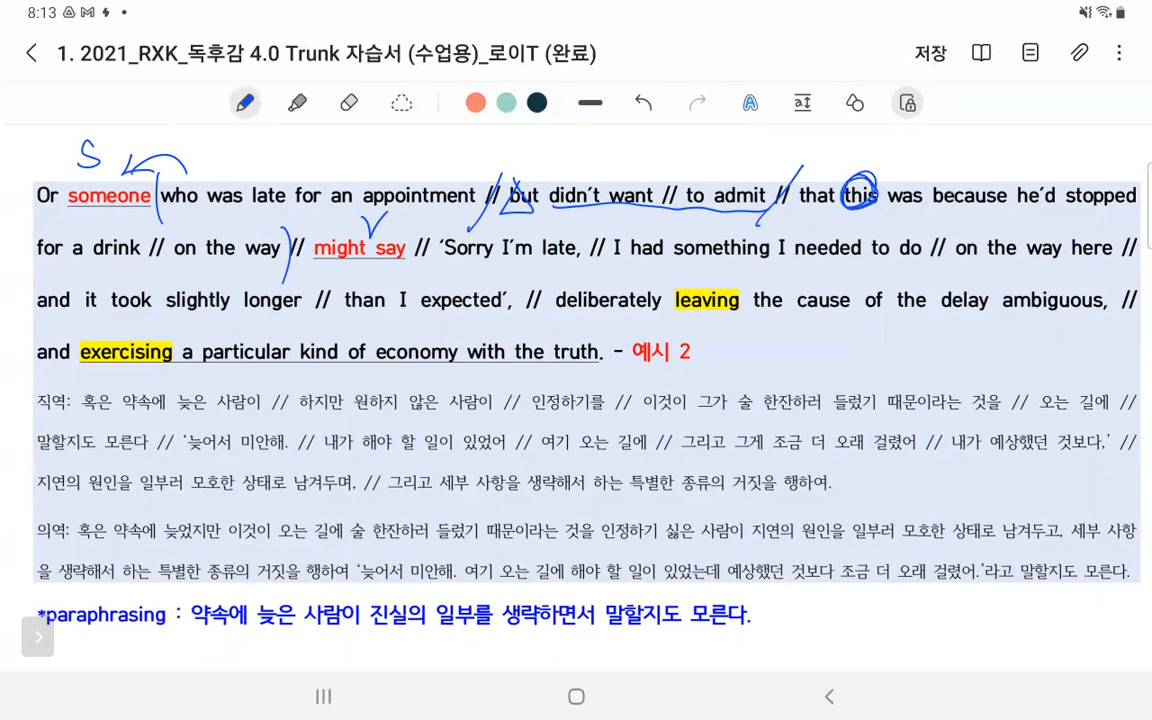 8:13
1. 2021_RXK_독후감 4.0 Trunk 자습서 (수업용)_로이T (완료)
저장
S
Or someone who was late for an appointment // but didn't want // to admit // that this was because he'd stopped
V
for a drink // on the way // might say // 'Sorry I'm late, // I had something I needed to do // on the way here //
and it took slightly longer // than I expected', // deliberately leaving the cause of the delay ambiguous, //
and exercising a particular kind of economy with the truth. - 예시 2
직역: 혹은 약속에 늦은 사람이 // 하지만 원하지 않은 사람이 // 인정하기를 // 이것이 그가 술 한잔하러 들렀기 때문이라는 것을 // 오는 길에 //
말할지도 모른다 // '늦어서 미안해. // 내가 해야 할 일이 있었어 // 여기 오는 길에 // 그리고 그게 조금 더 오래 걸렸어 // 내가 예상했던 것보다,' //
지연의 원인을 일부러 모호한 상태로 남겨두며, // 그리고 세부 사항을 생략해서 하는 특별한 종류의 거짓을 행하여.
의역: 혹은 약속에 늦었지만 이것이 오는 길에 술 한잔하러 들렀기 때문이라는 것을 인정하기 싫은 사람이 지연의 원인을 일부러 모호한 상태로 남겨두고, 세부 사항
을 생략해서 하는 특별한 종류의 거짓을 행하여 '늦어서 미안해. 여기 오는 길에 해야 할 일이 있었는데 예상했던 것보다 조금 더 오래 걸렸어.'라고 말할지도 모른다.
*paraphrasing : 약속에 늦은 사람이 진실의 일부를 생략하면서 말할지도 모른다.